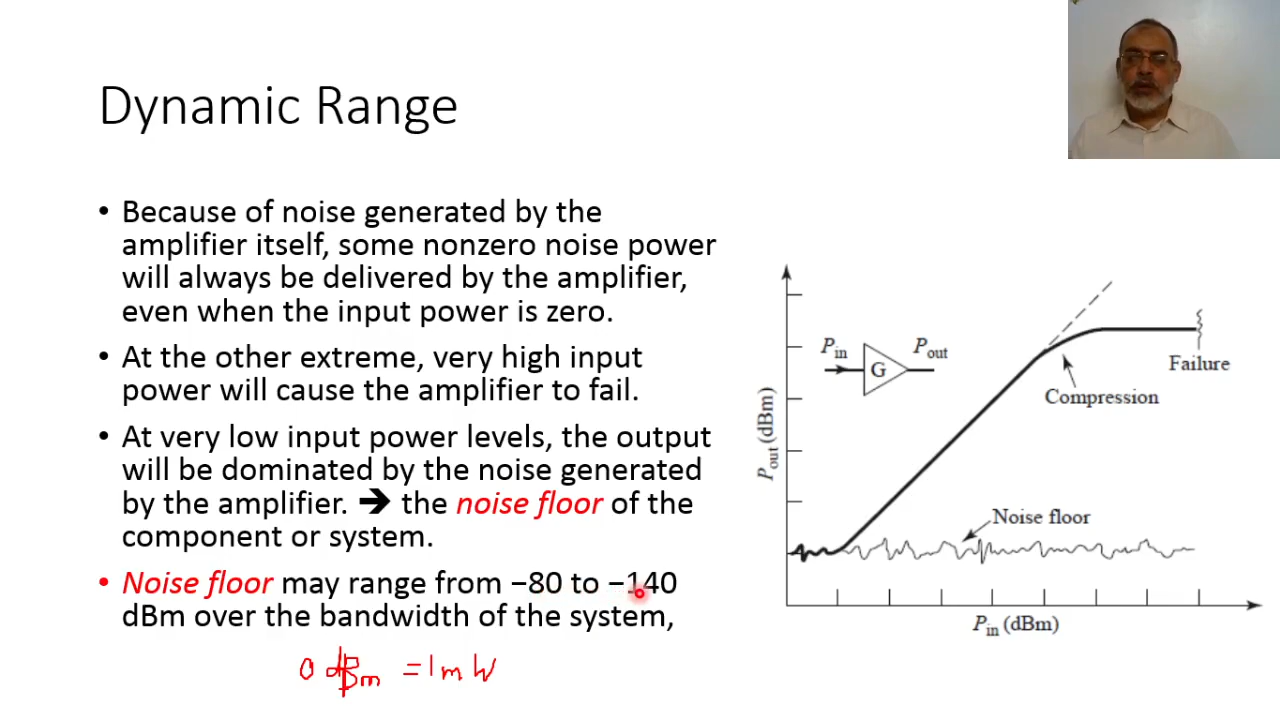 Dynamic Range
• Because of noise generated by the
amplifier itself, some nonzero noise power
will always be delivered by the amplifier,
even when the input power is zero.
• At the other extreme, very high input
power will cause the amplifier to fail.
• At very low input power levels, the output
will be dominated by the noise generated
by the amplifier. ➔ the noise floor of the
component or system.
• Noise floor may range from −80 to −140
dBm over the bandwidth of the system,
0 dBm = 1 mW
Pin
Pout
G
Failure
Compression
Pout (dBm)
Noise floor
Pin (dBm)